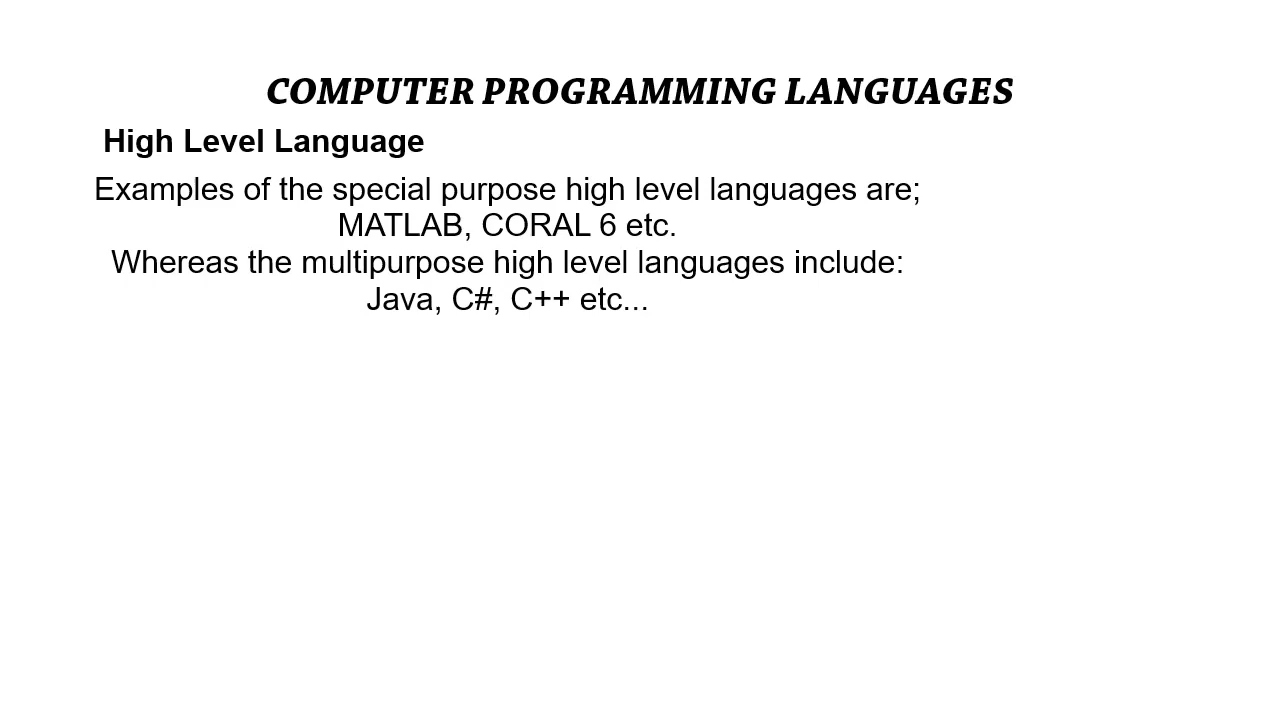 COMPUTER PROGRAMMING LANGUAGES
High Level Language
Examples of the special purpose high level languages are;
MATLAB, CORAL 6 etc.
Whereas the multipurpose high level languages include:
Java, C#, C++ etc...